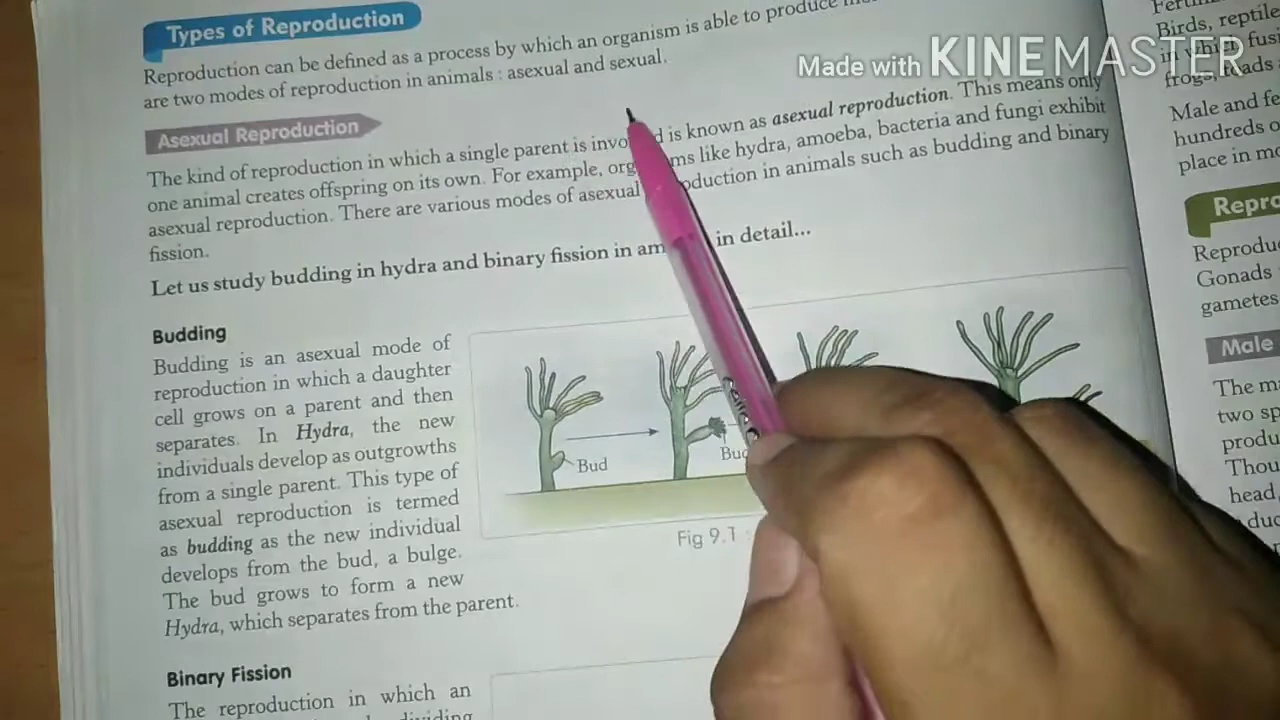 Types of Reproduction
Reproduction can be defined as a process by which an organism is able to produce
are two modes of reproduction in animals : asexual and sexual.
Asexual Reproduction
The kind of reproduction in which a single parent is invo d is known as asexual reproduction. This means only
one animal creates offspring on its own. For example, org ms like hydra, amoeba, bacteria and fungi exhibit
asexual reproduction. There are various modes of asexual oduction in animals such as budding and binary
fission.
Let us study budding in hydra and binary fission in am in detail...
Budding
Budding is an asexual mode of
reproduction in which a daughter
cell grows on a parent and then
separates. In Hydra, the new
individuals develop as outgrowths
from a single parent. This type of
asexual reproduction is termed
as budding as the new individual
develops from the bud, a bulge.
The bud grows to form a new
Hydra, which separates from the parent.
Bud
Bud
Fig 9.1 :
Binary Fission
The reproduction in which an
dividing
Birds, reptile
in which fusi
frogs, toads
Male and fe
hundreds o
place in mo
Repro
Reprodu
Gonads
gametes
Male
The ma
two sp
produ
Thou
head,
duc
Made with KINEMASTER